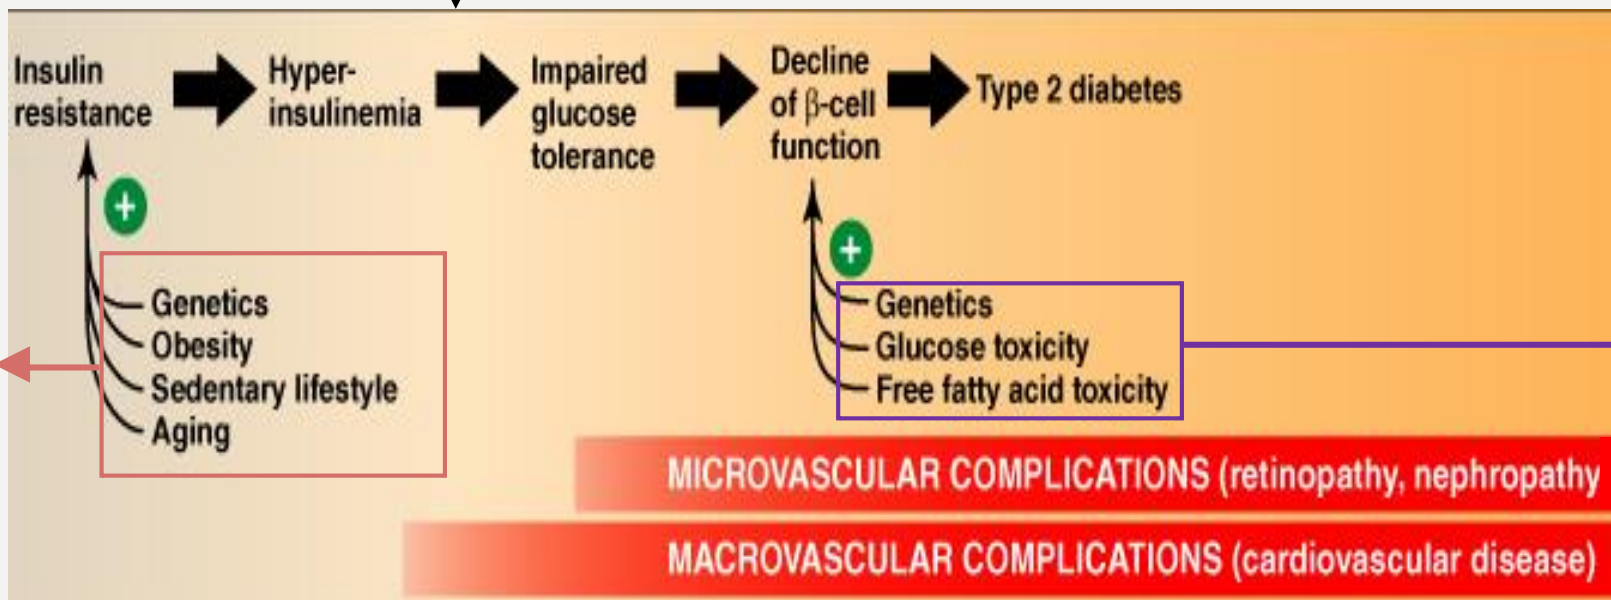 Insulin
resistance
Hyper-
insulinemia
Impaired
glucose
tolerance
Decline
of β-cell
function
Type 2 diabetes
+
Genetics
Obesity
Sedentary lifestyle
Aging
+
Genetics
Glucose toxicity
Free fatty acid toxicity
MICROVASCULAR COMPLICATIONS (retinopathy, nephropathy
MACROVASCULAR COMPLICATIONS (cardiovascular disease)